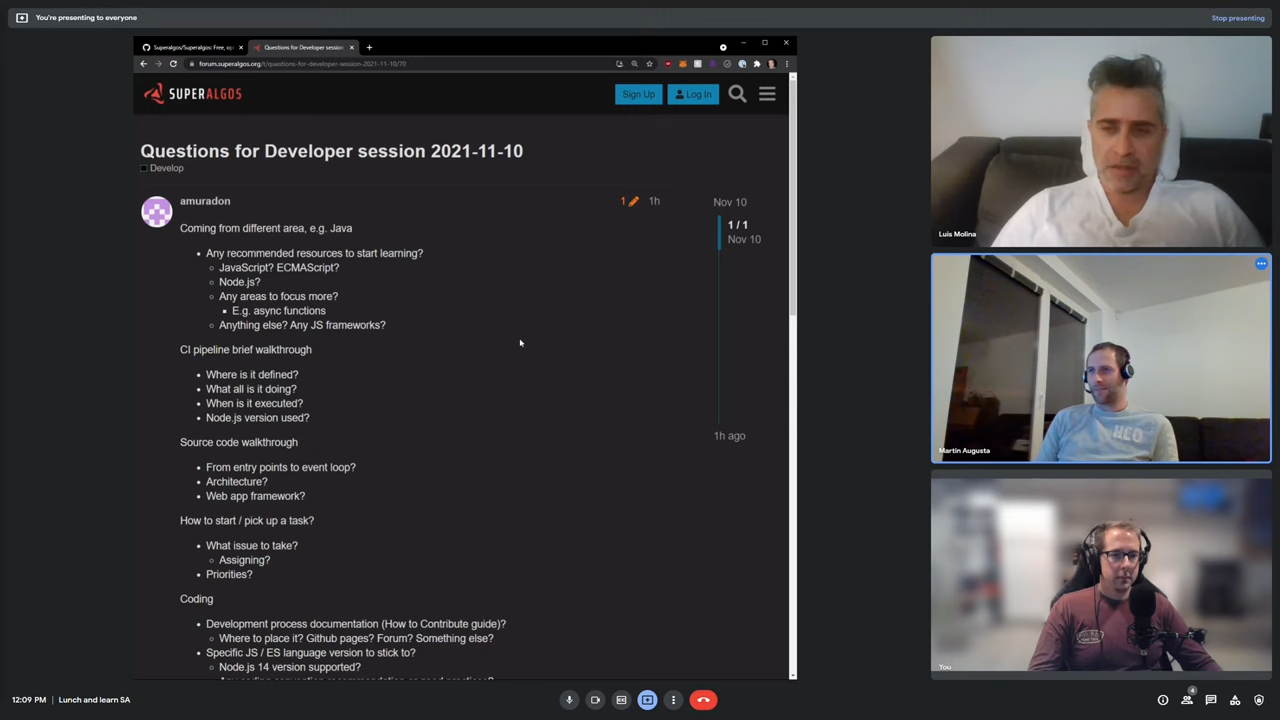 You're presenting to everyone
Stop presenting
Superalgos/Superalgos: Free, op
Questions for Developer session
forum.superalgos.org/t/questions-for-developer-session-2021-11-10/70
SUPERALGOS
Sign Up
Log In
Questions for Developer session 2021-11-10
Develop
amuradon
1
1h
Nov 10
1 / 1
Nov 10
1h ago
Coming from different area, e.g. Java
Any recommended resources to start learning?
JavaScript? ECMAScript?
Node.js?
Any areas to focus more?
E.g. async functions
Anything else? Any JS frameworks?
CI pipeline brief walkthrough
Where is it defined?
What all is it doing?
When is it executed?
Node.js version used?
Source code walkthrough
From entry points to event loop?
Architecture?
Web app framework?
How to start / pick up a task?
What issue to take?
Assigning?
Priorities?
Coding
Development process documentation (How to Contribute guide)?
Where to place it? Github pages? Forum? Something else?
Specific JS / ES language version to stick to?
Node.js 14 version supported?
Luis Molina
HEO
Martin Augusta
You
12:09 PM
Lunch and learn SA
4